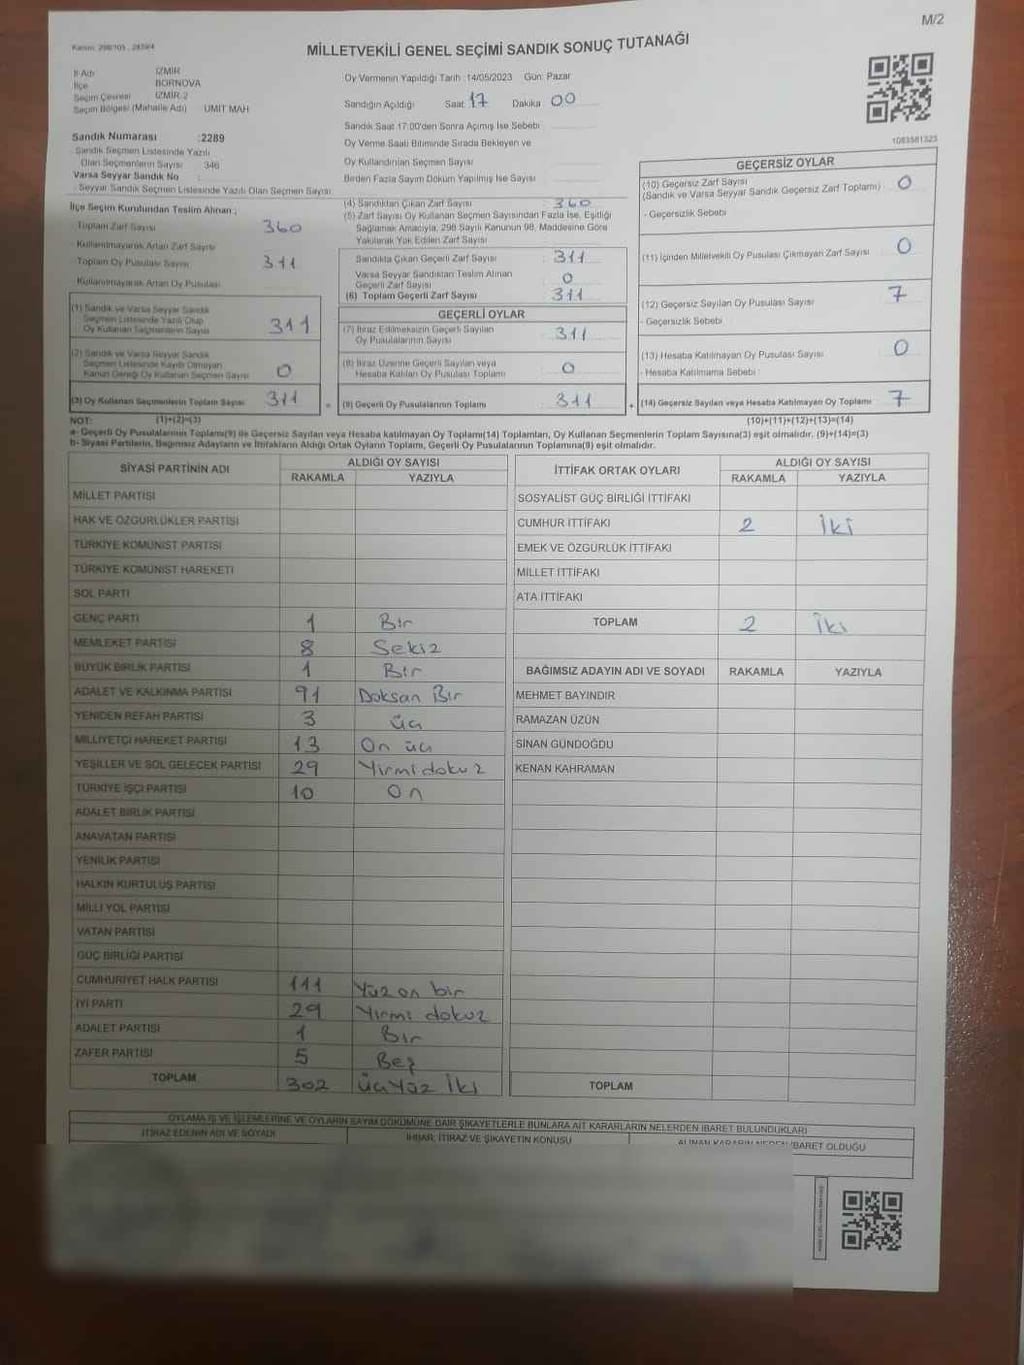 M/2
MİLLETVEKİLİ GENEL SEÇİMİ SANDIK SONUÇ TUTANAĞI
İl Adı İZMİR
İlçe BORNOVA
Seçim Çevresi İZMİR-2
Seçim Bölgesi (Mahalle Adı) ÜMİT MAH
Sandık Numarası :2289
Sandık Seçmen Listesinde Yazılı
Olan Seçmenlerin Sayısı 346
Varsa Seyyar Sandık No
Seyyar Sandık Seçmen Listesinde Yazılı Olan Seçmen Sayısı
Oy Vermenin Yapıldığı Tarih :14/05/2023 Gün: Pazar
Sandığın Açıldığı Saat 17 Dakika 00
Sandık Saat 17:00'den Sonra Açımış İse Sebebi
Oy Verme Saati Bitiminde Sırada Bekleyen ve
Oy Kullandırılan Seçmen Sayısı
Birden Fazla Sayım Döküm Yapılmış İse Sayısı
1083581323
İlçe Seçim Kurulundan Teslim Alınan ;
Toplam Zarf Sayısı 360
Kullanılmayarak Artan Zarf Sayısı
Toplam Oy Pusulası Sayısı 311
Kullanılmayarak Artan Oy Pusulası
(1) Sandık ve Varsa Seyyar Sandık
Seçmen Listesinde Yazılı Olup
Oy Kullanan Seçmenlerin Sayısı 311
(2) Sandık ve Varsa Seyyar Sandık
Seçmen Listesinde Kayıtlı Olmayan
Kanun Gereği Oy Kullanan Seçmen Sayısı 0
(3) Oy Kullanan Seçmenlerin Toplam Sayısı 311
(4) Sandıktan Çıkan Zarf Sayısı 360
(5) Zarf Sayısı Oy Kullanan Seçmen Sayısından Fazla İse, Eşitliği
Sağlamak Amacıyla, 298 Sayılı Kanunun 98. Maddesine Göre
Yakılarak Yok Edilen Zarf Sayısı
Sandıkta Çıkan Geçerli Zarf Sayısı 311
Varsa Seyyar Sandıktan Teslim Alınan
Geçerli Zarf Sayısı 0
(6) Toplam Geçerli Zarf Sayısı 311
GEÇERLİ OYLAR
(7) İtiraz Edilmeksizin Geçerli Sayılan
Oy Pusulalarının Sayısı 311
(8) İtiraz Üzerine Geçerli Sayılan veya
Hesaba Katılan Oy Pusulası Toplamı 0
(9) Geçerli Oy Pusulalarının Toplamı 311
GEÇERSİZ OYLAR
(10) Geçersiz Zarf Sayısı
(Sandık ve Varsa Seyyar Sandık Geçersiz Zarf Toplamı) 0
- Geçersizlik Sebebi
(11) İçinden Milletvekili Oy Pusulası Çıkmayan Zarf Sayısı 0
(12) Geçersiz Sayılan Oy Pusulası Sayısı 7
- Geçersizlik Sebebi
(13) Hesaba Katılmayan Oy Pusulası Sayısı 0
- Hesaba Katılmama Sebebi
(14) Geçersiz Sayılan veya Hesaba Katılmayan Oy Toplamı 7
NOT: (1)+(2)=(3) (10)+(11)+(12)+(13)=(14)
a- Geçerli Oy Pusulalarının Toplamı(9) ile Geçersiz Sayılan veya Hesaba katılmayan Oy Toplamı(14) Toplamları, Oy Kullanan Seçmenlerin Toplam Sayısına(3) eşit olmalıdır. (9)+(14)=(3)
b- Siyasi Partilerin, Bağımsız Adayların ve İttifakların Aldığı Ortak Oyların Toplamı, Geçerli Oy Pusulalarının Toplamına(9) eşit olmalıdır.
SİYASİ PARTİNİN ADI ALDIĞI OY SAYISI
RAKAMLA YAZIYLA
MİLLET PARTİSİ
HAK VE ÖZGÜRLÜKLER PARTİSİ
TÜRKİYE KOMÜNİST PARTİSİ
TÜRKİYE KOMÜNİST HAREKETİ
SOL PARTİ
GENÇ PARTİ 1 Bir
MEMLEKET PARTİSİ 8 Sekiz
BÜYÜK BİRLİK PARTİSİ 1 Bir
ADALET VE KALKINMA PARTİSİ 91 Doksan Bir
YENİDEN REFAH PARTİSİ 3 üç
MİLLİYETÇİ HAREKET PARTİSİ 13 On üç
YEŞİLLER VE SOL GELECEK PARTİSİ 29 Yirmi dokuz
TÜRKİYE İŞÇİ PARTİSİ 10 On
ADALET BİRLİK PARTİSİ
ANAVATAN PARTİSİ
YENİLİK PARTİSİ
HALKIN KURTULUŞ PARTİSİ
MİLLİ YOL PARTİSİ
VATAN PARTİSİ
GÜÇ BİRLİĞİ PARTİSİ
CUMHURİYET HALK PARTİSİ 111 Yüz on bir
İYİ PARTİ 29 Yirmi dokuz
ADALET PARTİSİ 1 Bir
ZAFER PARTİSİ 5 Beş
TOPLAM 302 üçYüz İki
İTTİFAK ORTAK OYLARI ALDIĞI OY SAYISI
RAKAMLA YAZIYLA
SOSYALİST GÜÇ BİRLİĞİ İTTİFAKI
CUMHUR İTTİFAKI 2 İki
EMEK VE ÖZGÜRLÜK İTTİFAKI
MİLLET İTTİFAKI
ATA İTTİFAKI
TOPLAM 2 İki
BAĞIMSIZ ADAYIN ADI VE SOYADI RAKAMLA YAZIYLA
MEHMET BAYINDIR
RAMAZAN ÜZÜN
SİNAN GÜNDOĞDU
KENAN KAHRAMAN
TOPLAM
OYLAMA İŞ VE İŞLEMLERİNE VE OYLARIN SAYIM DÖKÜMÜNE DAİR ŞİKAYETLERLE BUNLARA AİT KARARLARIN NELERDEN İBARET BULUNDUKLARI
İTİRAZ EDENİN ADI VE SOYADI İHBAR, İTİRAZ VE ŞİKAYETİN KONUSU ALINAN KARARIN NEDEN İBARET OLDUĞU